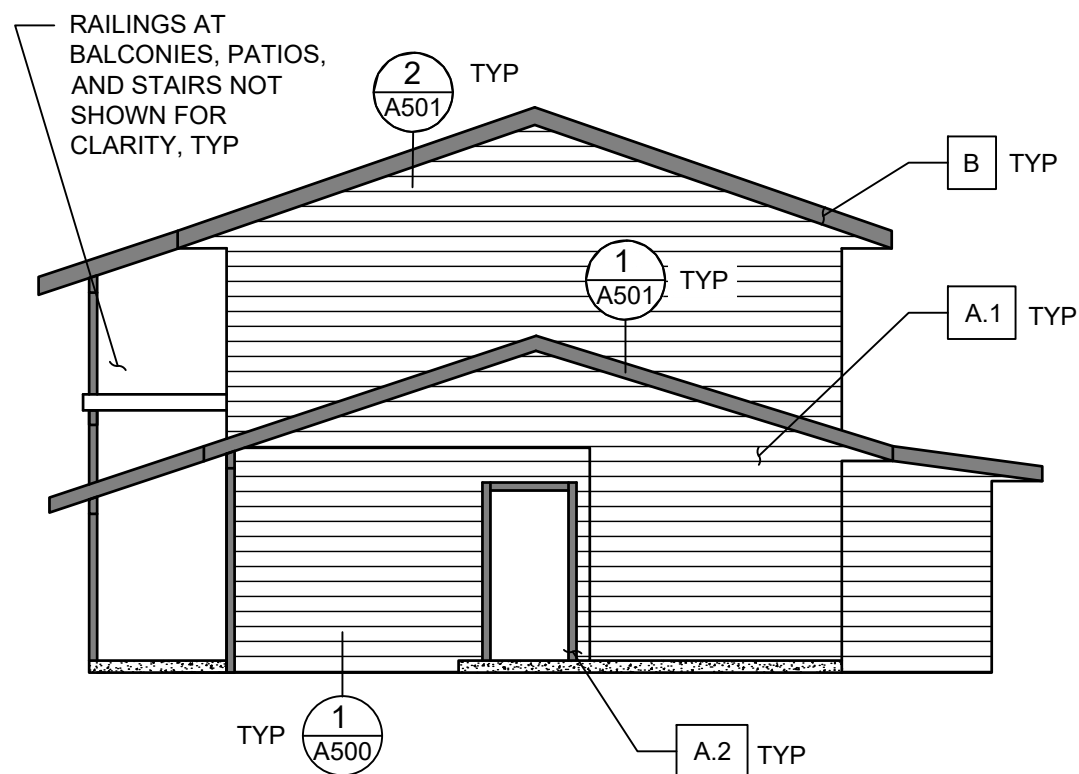 RAILINGS AT
BALCONIES, PATIOS,
AND STAIRS NOT
SHOWN FOR
CLARITY, TYP
2
A501
TYP
B
TYP
1
A501
TYP
A.1
TYP
TYP
1
A500
A.2
TYP